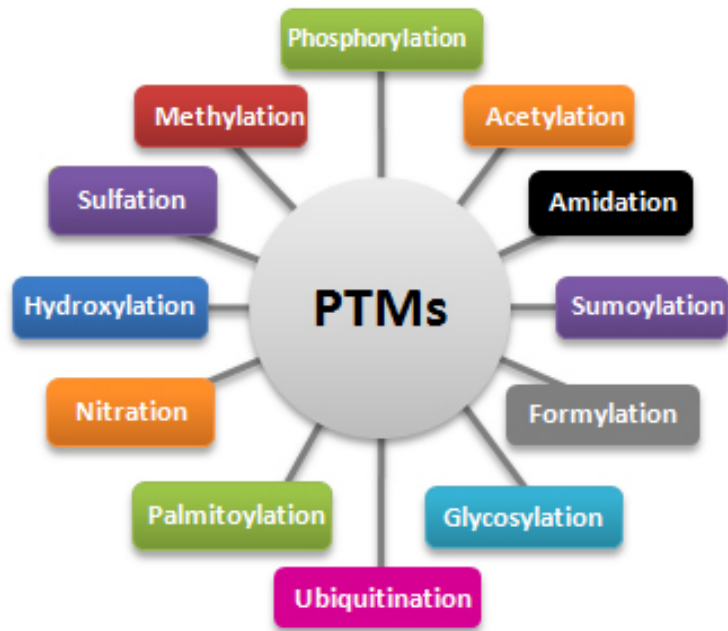 Phosphorylation
Methylation
Acetylation
Sulfation
Amidation
Hydroxylation
PTMs
Sumoylation
Nitration
Formylation
Palmitoylation
Glycosylation
Ubiquitination